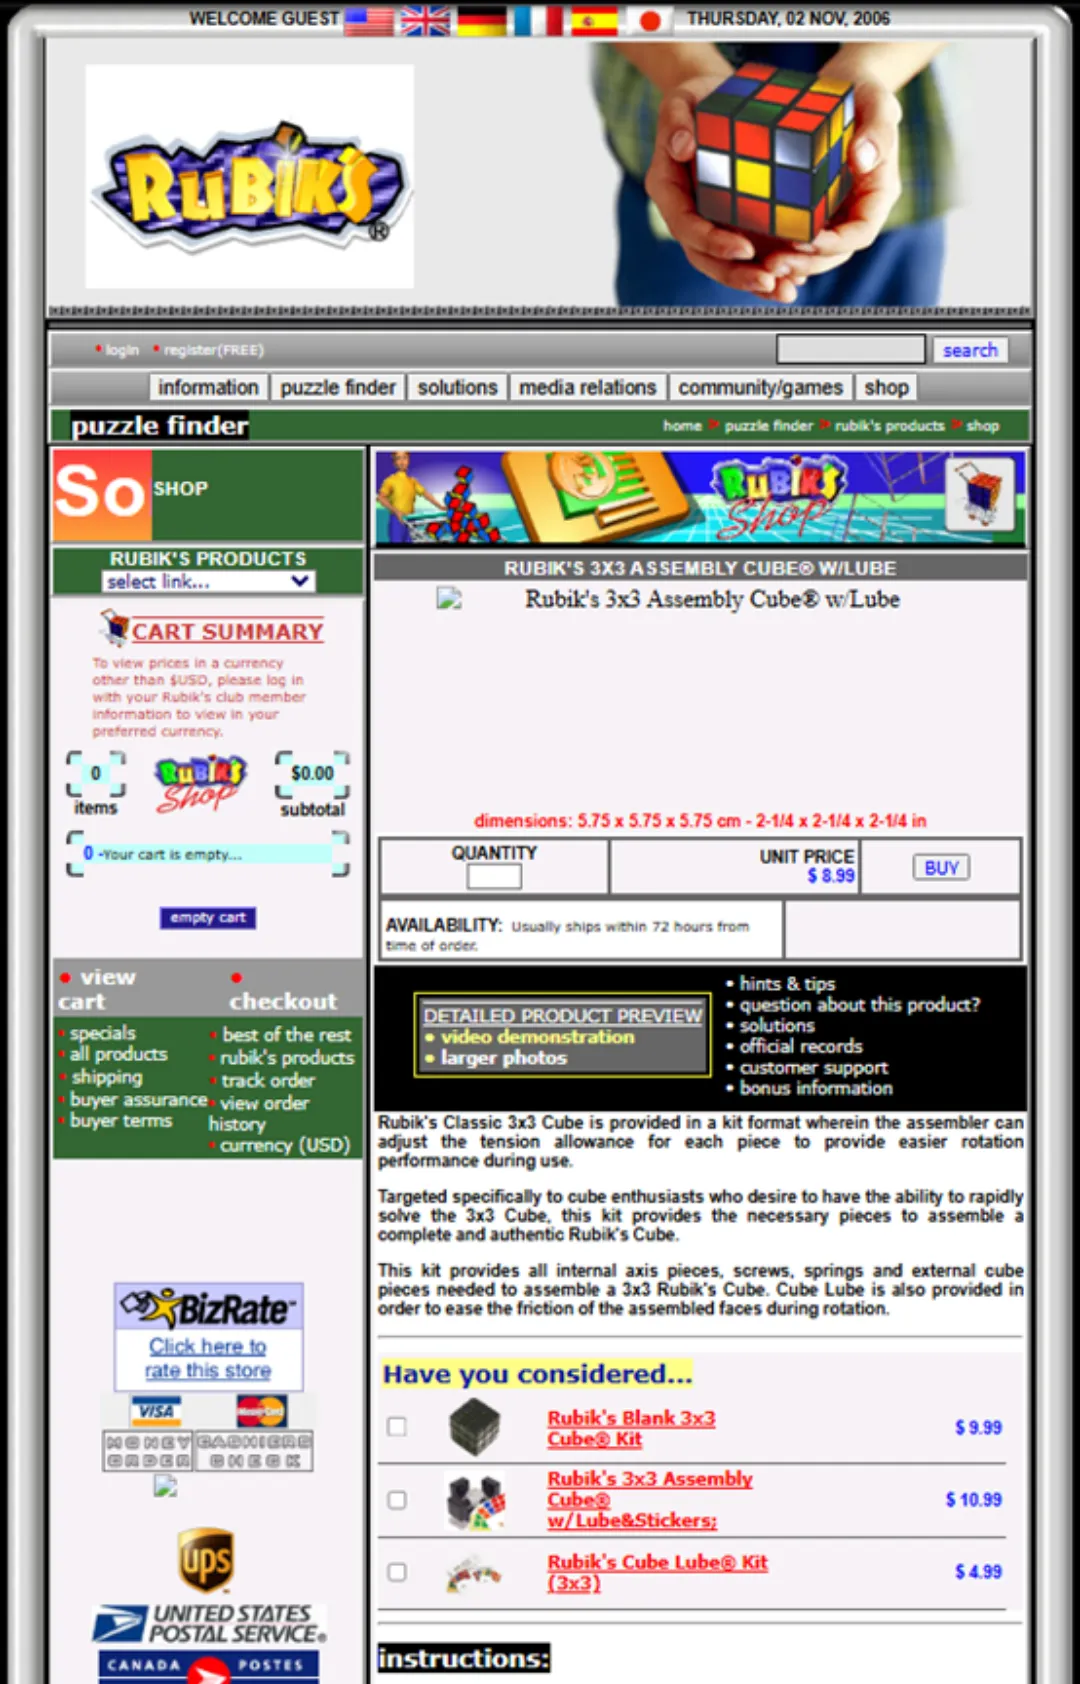 WELCOME GUEST THURSDAY, 02 NOV, 2006
RUBIK'S®
• login • register(FREE) search
information puzzle finder solutions media relations community/games shop
puzzle finder home > puzzle finder > rubik's products > shop
So SHOP
RUBIK'S Shop
RUBIK'S PRODUCTS
select link...
CART SUMMARY
To view prices in a currency
other than $USD, please log in
with your Rubik's club member
information to view in your
preferred currency.
0 RUBIK'S Shop $0.00
items subtotal
0 -Your cart is empty...
empty cart
• view
cart
•
checkout
• specials
• all products
• shipping
• buyer assurance
• buyer terms
• best of the rest
• rubik's products
• track order
• view order
history
• currency (USD)
BizRate
Click here to
rate this store
VISA MasterCard
MONEY
ORDER
CASHIERS
CHECK
ups
UNITED STATES
POSTAL SERVICE®
CANADA POSTES
RUBIK'S 3X3 ASSEMBLY CUBE® W/LUBE
Rubik's 3x3 Assembly Cube® w/Lube
dimensions: 5.75 x 5.75 x 5.75 cm - 2-1/4 x 2-1/4 x 2-1/4 in
QUANTITY
UNIT PRICE
$ 8.99
BUY
AVAILABILITY: Usually ships within 72 hours from
time of order.
DETAILED PRODUCT PREVIEW
• video demonstration
• larger photos
• hints & tips
• question about this product?
• solutions
• official records
• customer support
• bonus information
Rubik's Classic 3x3 Cube is provided in a kit format wherein the assembler can
adjust the tension allowance for each piece to provide easier rotation
performance during use.
Targeted specifically to cube enthusiasts who desire to have the ability to rapidly
solve the 3x3 Cube, this kit provides the necessary pieces to assemble a
complete and authentic Rubik's Cube.
This kit provides all internal axis pieces, screws, springs and external cube
pieces needed to assemble a 3x3 Rubik's Cube. Cube Lube is also provided in
order to ease the friction of the assembled faces during rotation.
Have you considered...
Rubik's Blank 3x3
Cube® Kit
$ 9.99
Rubik's 3x3 Assembly
Cube®
w/Lube&Stickers;
$ 10.99
Rubik's Cube Lube® Kit
(3x3)
$ 4.99
instructions: